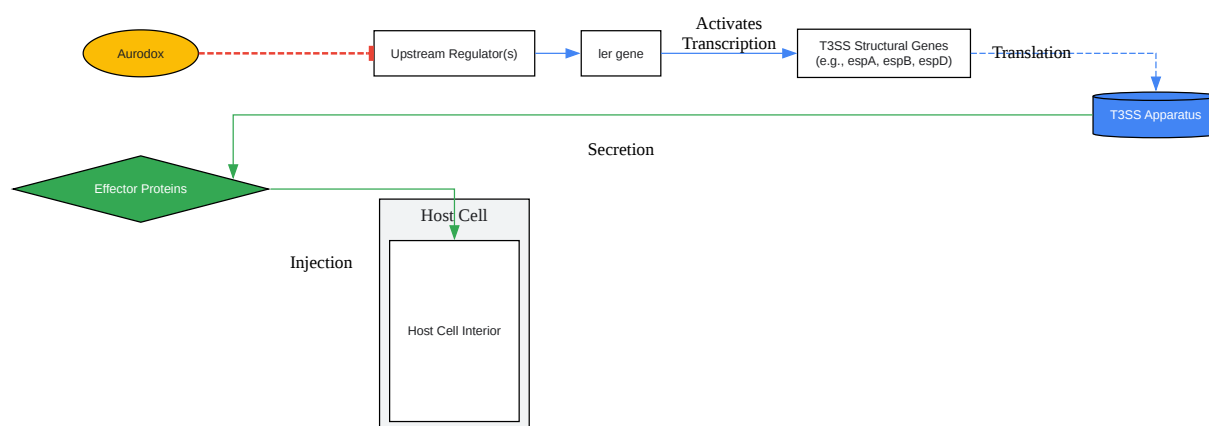 Aurodox
Upstream Regulator(s)
ler gene
Activates
Transcription
T3SS Structural Genes
(e.g., espA, espB, espD)
Translation
T3SS Apparatus
Secretion
Effector Proteins
Host Cell
Injection
Host Cell Interior